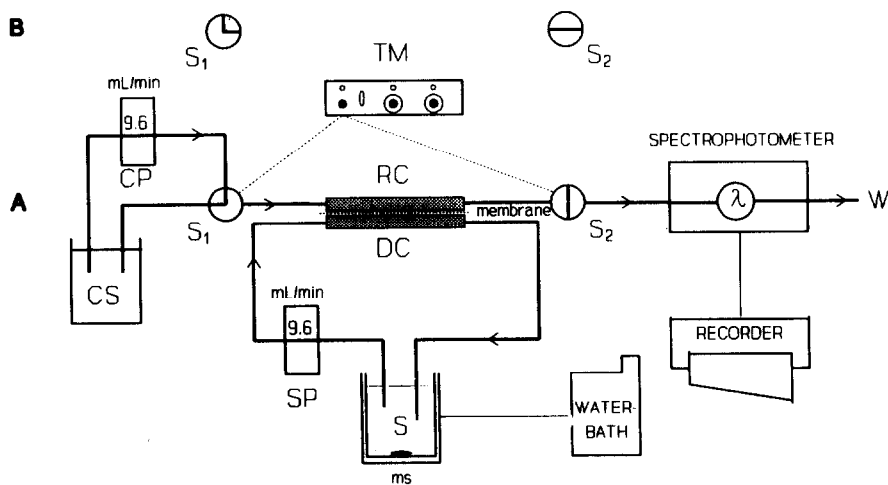 B
S1
TM
S2
mL/min
9.6
CP
SPECTROPHOTOMETER
A
S1
RC
membrane
DC
S2
λ
W
CS
mL/min
9.6
SP
RECORDER
S
WATER-
BATH
ms